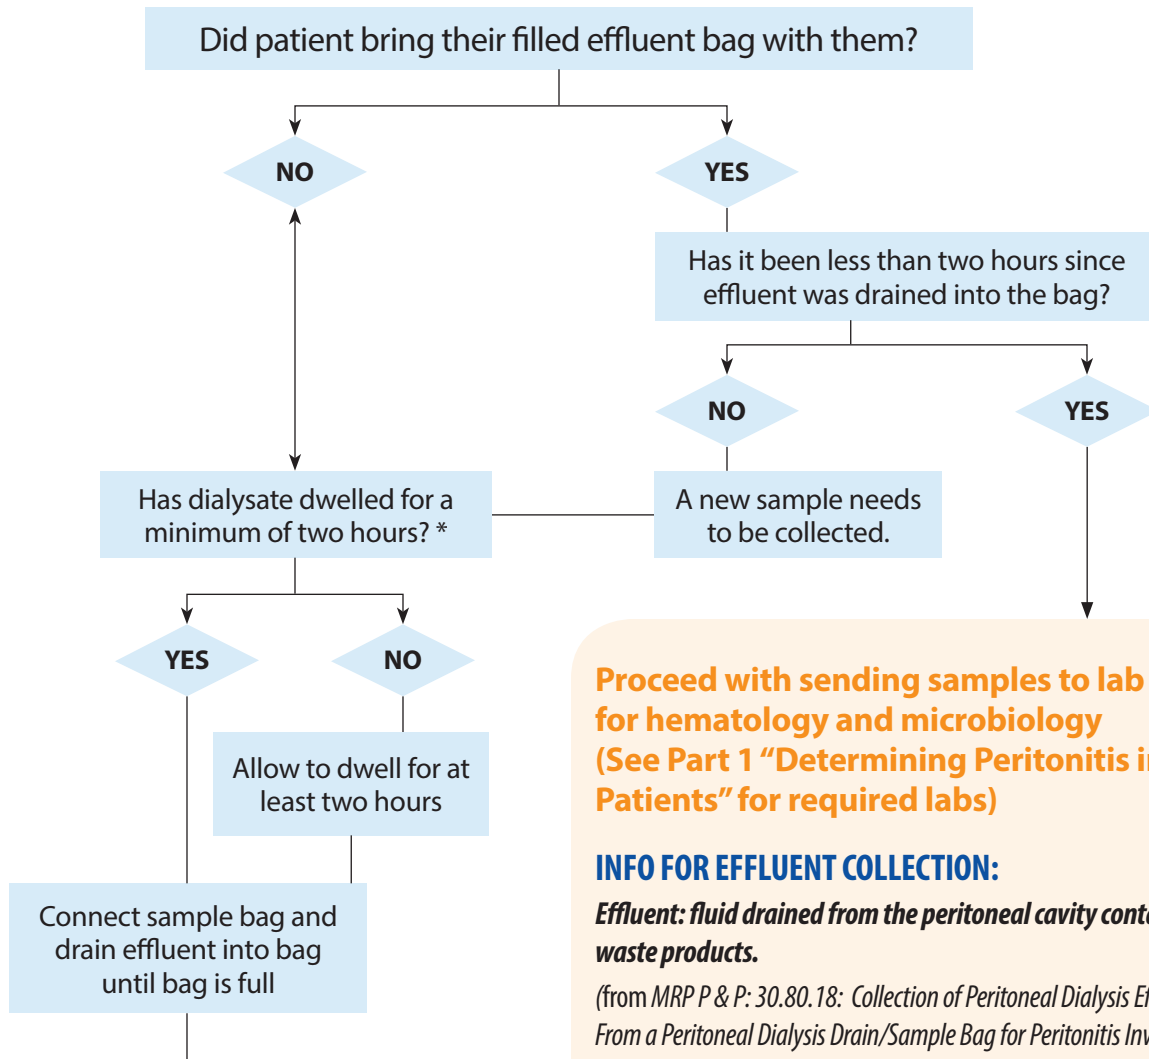 Did patient bring their filled effluent bag with them?
NO
YES
Has it been less than two hours since
effluent was drained into the bag?
NO
YES
Has dialysate dwelled for a
minimum of two hours? *
A new sample needs
to be collected.
YES
NO
Allow to dwell for at
least two hours
Connect sample bag and
drain effluent into bag
until bag is full
Proceed with sending samples to lab
for hematology and microbiology
(See Part 1 “Determining Peritonitis in
Patients” for required labs)
INFO FOR EFFLUENT COLLECTION:
Effluent: fluid drained from the peritoneal cavity
waste products.
(from MRP P & P: 30.80.18: Collection of Peritoneal Dialysis
From a Peritoneal Dialysis Drain/Sample Bag for Peritonitis